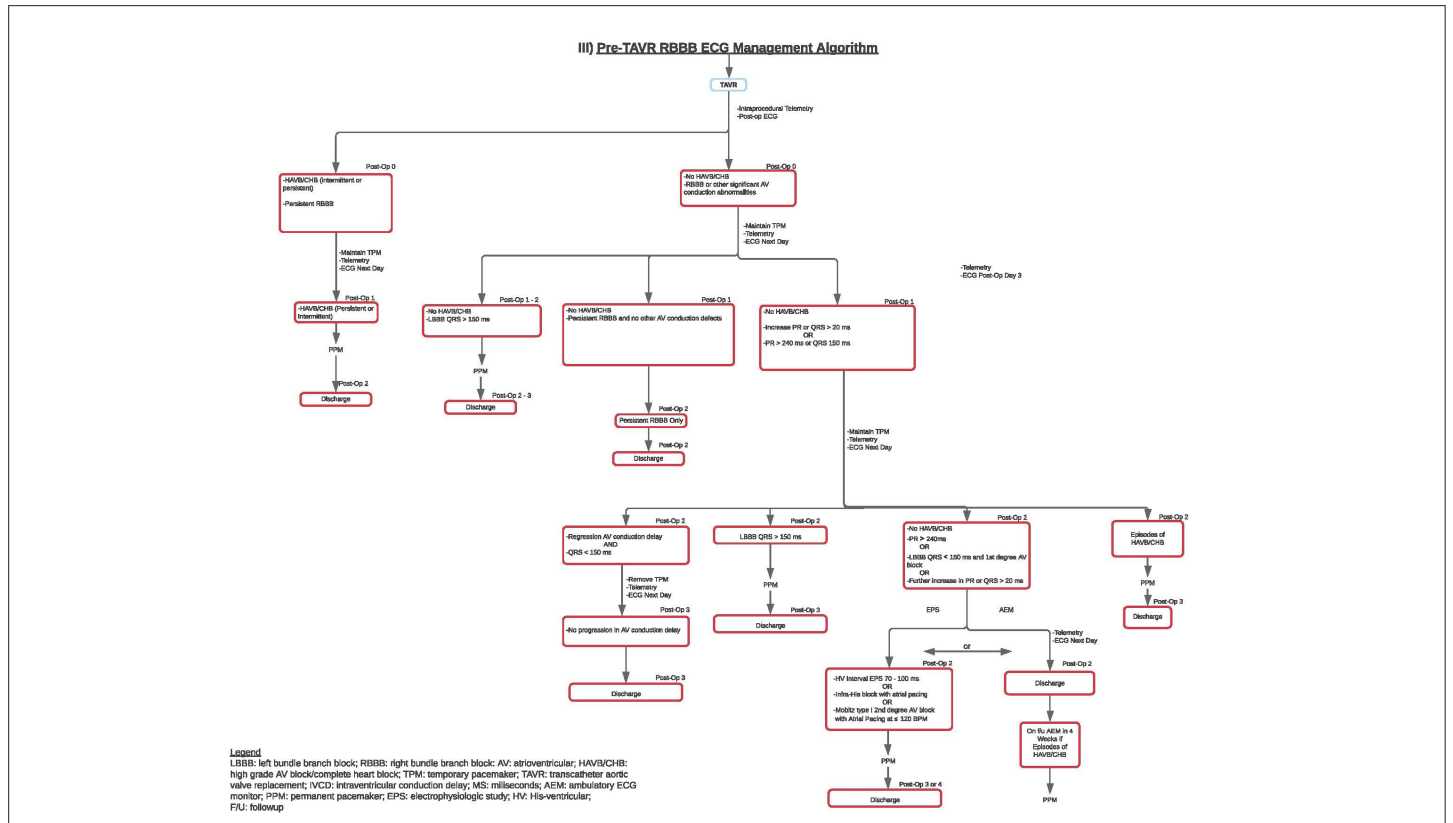 III) Pre-TAVR RBBB ECG Management Algorithm
TAVR
-Intraprocedural Telemetry
-Post-op ECG
Post-Op 0
-HAVB/CHB (intermittent or
persistent)
-Persistent RBBB
Post-Op 0
-No HAVB/CHB
-RBBB or other significant AV
conduction abnormalities
-Maintain TPM
-Telemetry
-ECG Next Day
-Maintain TPM
-Telemetry
-ECG Next Day
-Telemetry
-ECG Post-Op Day 3
Post-Op 1
-HAVB/CHB (Persistent or
Intermittent)
PPM
Post-Op 2
Discharge
Post-Op 1 - 2
-No HAVB/CHB
-LBBB QRS > 150 ms
PPM
Post-Op 2 - 3
Discharge
Post-Op 1
-No HAVB/CHB
-Persistent RBBB and no other AV conduction defects
Post-Op 2
Persistent RBBB Only
Post-Op 2
Discharge
Post-Op 1
-No HAVB/CHB
-Increase PR or QRS > 20 ms
OR
-PR > 240 ms or QRS 150 ms
-Maintain TPM
-Telemetry
-ECG Next Day
Post-Op 2
-Regression AV conduction delay
AND
-QRS < 150 ms
-Remove TPM
-Telemetry
-ECG Next Day
Post-Op 3
-No progression in AV conduction delay
Post-Op 3
Discharge
Post-Op 2
LBBB QRS > 150 ms
PPM
Post-Op 3
Discharge
Post-Op 2
-No HAVB/CHB
-PR > 240ms
OR
-LBBB QRS < 150 ms and 1st degree AV
block
OR
-Further increase in PR or QRS > 20 ms
EPS
AEM
or
Post-Op 2
-HV Interval EPS 70 - 100 ms
OR
-Infra-His block with atrial pacing
OR
-Mobitz type I 2nd degree AV block
with Atrial Pacing at ≤ 120 BPM
PPM
Post-Op 3 or 4
Discharge
-Telemetry
-ECG Next Day
Post-Op 2
Discharge
On f/u AEM in 4
Weeks if
Episodes of
HAVB/CHB
PPM
Post-Op 2
Episodes of
HAVB/CHB
PPM
Post-Op 3
Discharge
Legend
LBBB: left bundle branch block; RBBB: right bundle branch block: AV: atrioventricular; HAVB/CHB:
high grade AV block/complete heart block; TPM: temporary pacemaker; TAVR: transcatheter aortic
valve replacement; IVCD: intraventricular conduction delay; MS: miliseconds; AEM: ambulatory ECG
monitor; PPM: permanent pacemaker; EPS: electrophysiologic study; HV: His-ventricular;
F/U: followup